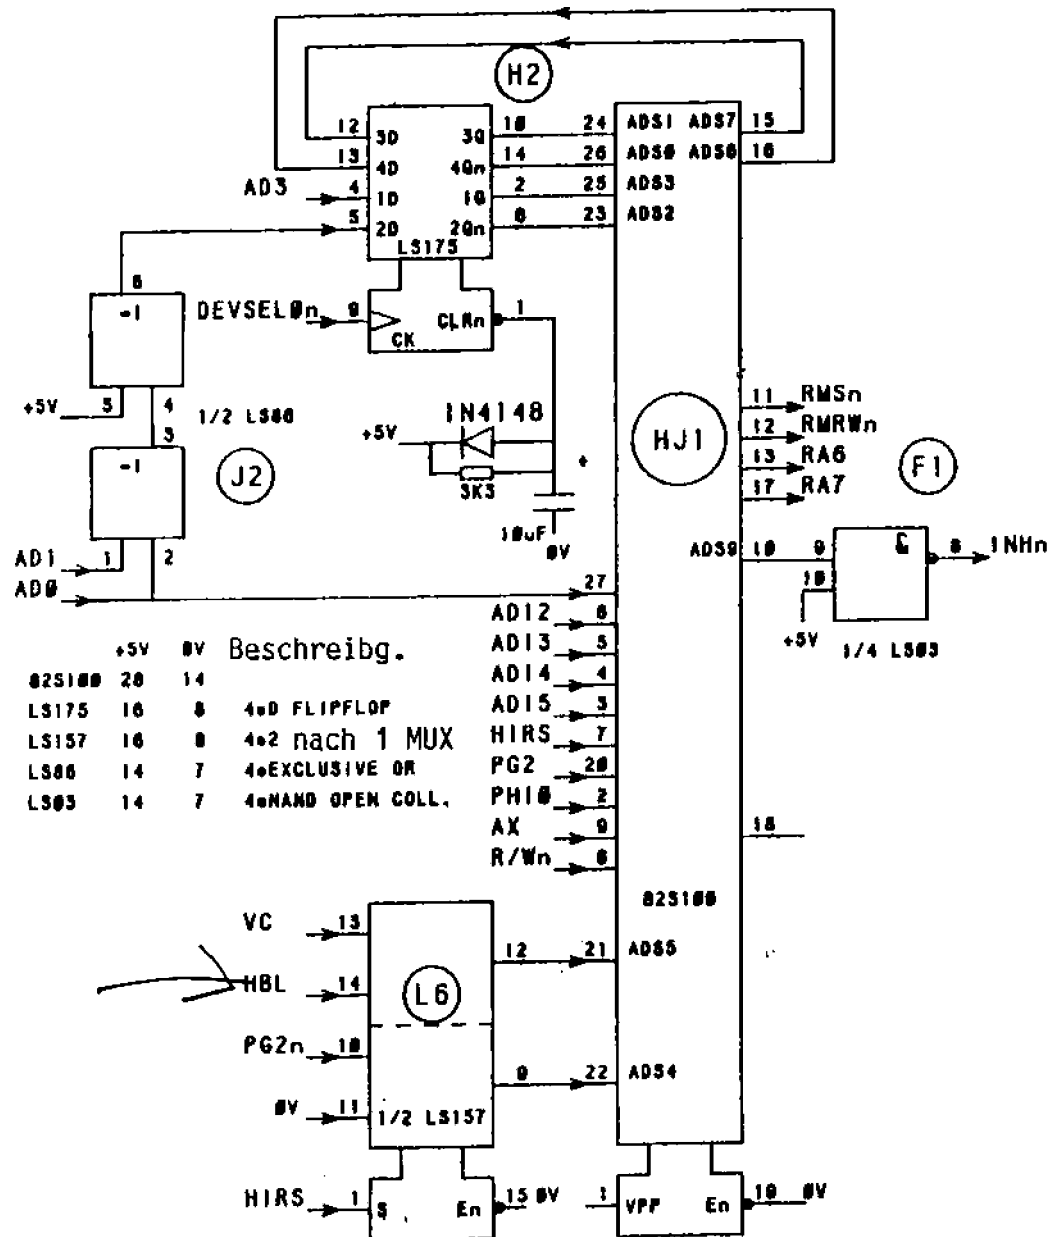 H2
12 3D 3Q 10 24 ADS1 ADS7 15
13 4D 4Qn 14 26 ADS0 ADS6 16
AD3 4 1D 1Q 2 25 ADS3
5 2D 2Qn 6 23 ADS2
LS175
6
=1
DEVSEL0n 9 CK CLRn 1
+5V 5 4
1/2 LS86
3
=1
J2
1N4148
+5V
3K3
+
10uF
0V
HJ1
11 RMSn
12 RMRWn
13 RA6
17 RA7
F1
ADS9 10 9 & 8 INHn
10
+5V
1/4 LS03
AD1 1 2
AD0
27
AD12 6
AD13 5
AD14 4
AD15 3
HIRS 7
PG2 20
PHI0 2
AX 9
R/Wn 8
18
82S100
+5V 0V Beschreibg.
82S100 28 14
LS175 16 8 4*D FLIPFLOP
LS157 16 8 4*2 nach 1 MUX
LS86 14 7 4*EXCLUSIVE OR
LS03 14 7 4*NAND OPEN COLL.
VC 13
12 21 ADS5
HBL 14
L6
PG2n 10
9 22 ADS4
0V 11
1/2 LS157
HIRS 1 S En 15 0V
1 VPP En 19 0V